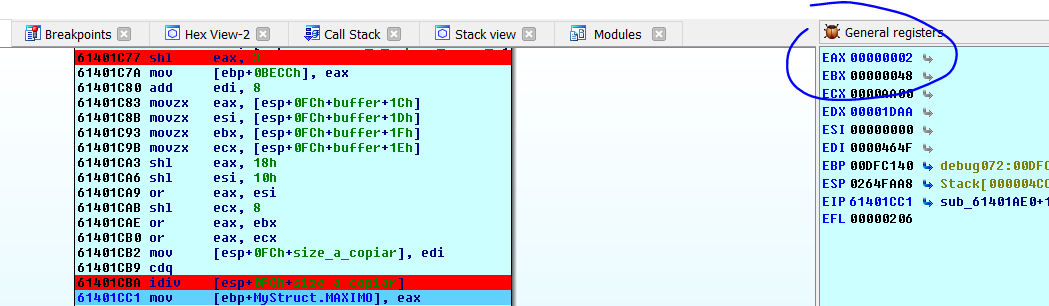 Breakpoints Hex View-2 Call Stack Stack view Modules General registers
61401C77 shl eax, 3
61401C7A mov [ebp+0BECCh], eax
61401C80 add edi, 8
61401C83 movzx eax, [esp+0FCh+buffer+1Ch]
61401C8B movzx esi, [esp+0FCh+buffer+1Dh]
61401C93 movzx ebx, [esp+0FCh+buffer+1Fh]
61401C9B movzx ecx, [esp+0FCh+buffer+1Eh]
61401CA3 shl eax, 18h
61401CA6 shl esi, 10h
61401CA9 or eax, esi
61401CAB shl ecx, 8
61401CAE or eax, ebx
61401CB0 or eax, ecx
61401CB2 mov [esp+0FCh+size_a_copiar], edi
61401CB9 cdq
61401CBA idiv [esp+0FCh+size_a_copiar]
61401CC1 mov [ebp+MyStruct.MAXIMO], eax
EAX 00000002
EBX 00000048
ECX 0000AA00
EDX 00001DAA
ESI 00000000
EDI 0000464F
EBP 00DFC140 debug072:00DFC
ESP 0264FAA8 Stack[000004CC
EIP 61401CC1 sub_61401AE0+1
EFL 00000206